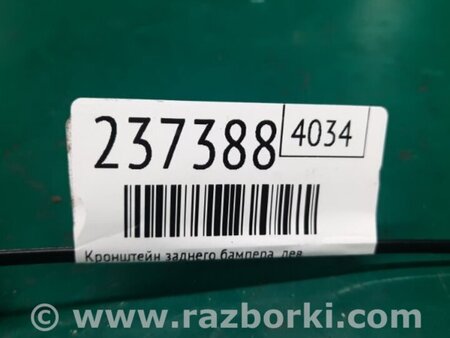 237388
4034
Кронштейн заднего бампера, лев
© www.razborki.com